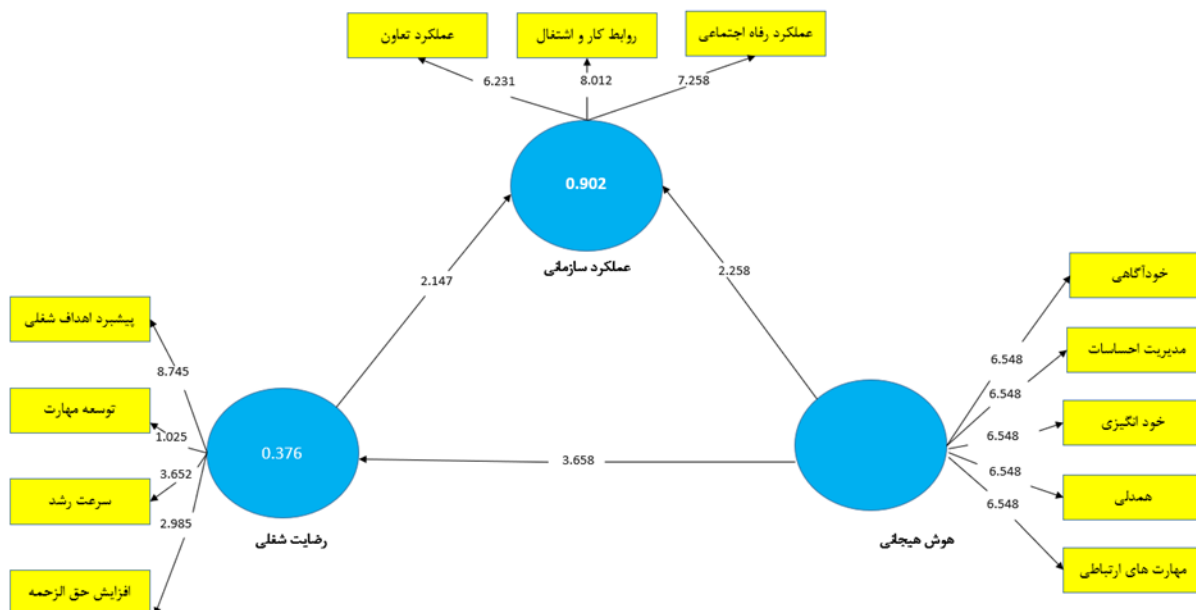 عملکرد رفاه اجتماعی
روابط کار و اشتغال
عملکرد تعاون
7.258
8.012
6.231
0.902
عملکرد سازمانی
2.258
2.147
خودآگاهی
مدیریت احساسات
خود انگیزی
همدلی
مهارت های ارتباطی
6.548
6.548
6.548
6.548
6.548
هوش هیجانی
3.658
0.376
رضایت شغلی
8.745
1.025
3.652
2.985
پیشبرد اهداف شغلی
توسعه مهارت
سرعت رشد
افزایش حق الزحمه